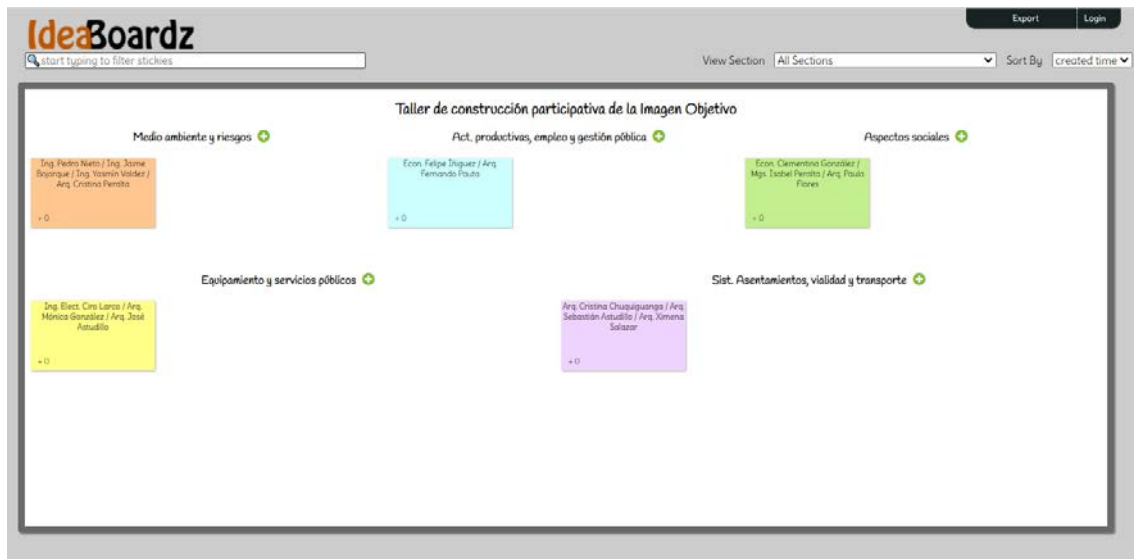 IdeaBoardz
Export Login
start typing to filter stickies
View Section All Sections Sort By created time
Taller de construcción participativa de la Imagen Objetivo
Medio ambiente y riesgos
Act. productivas, empleo y gestión pública
Aspectos sociales
Ing. Pedro Nieto / Ing. Jaime
Bojorque / Ing. Yasmin Valdez /
Arq. Cristina Peralta
+ 0
Econ. Felipe Iñiguez / Arq.
Fernando Pauta
+ 0
Econ. Clementina González /
Mgs. Isabel Peralta / Arq. Paula
Flores
+ 0
Equipamiento y servicios públicos
Sist. Asentamientos, vialidad y transporte
Ing. Elect. Ciro Larco / Arq.
Mónica González / Arq. José
Astudillo
+ 0
Arq. Cristina Chuquiguanga / Arq.
Sebastián Astudillo / Arq. Ximena
Salazar
+ 0